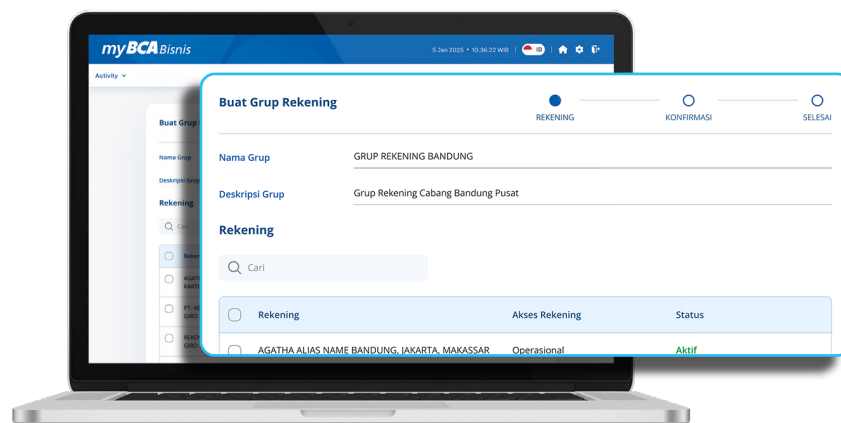 myBCA Bisnis
5 Jan 2025 • 10:36:22 WIB
ID
Activity
Buat Grup
Nama Grup
Deskripsi Grup
Rekening
Buat Grup Rekening
REKENING
KONFIRMASI
SELESAI
Nama Grup
GRUP REKENING BANDUNG
Deskripsi Grup
Grup Rekening Cabang Bandung Pusat
Rekening
Cari
Rekening
Akses Rekening
Status
AGATHA ALIAS NAME BANDUNG, JAKARTA, MAKASSAR
Operasional
Aktif